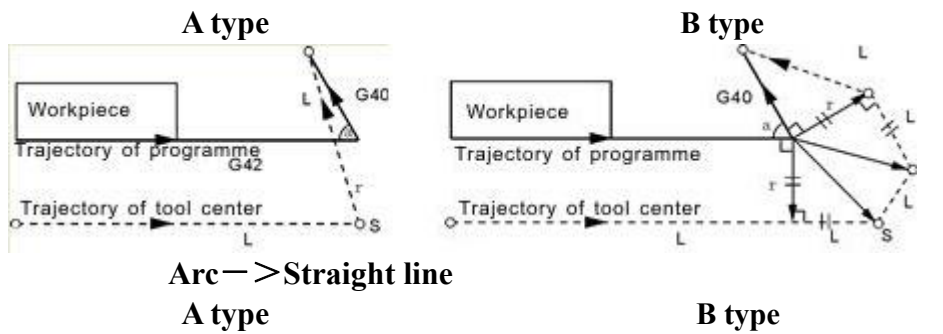 A type B type
L
G40
L
a
Workpiece
Trajectory of programme
G42
r
Trajectory of tool center
S
L
L
G40
r
L
a
Workpiece
Trajectory of programme
r
L
Trajectory of tool center
L
L
S
Arc—>Straight line
A type B type